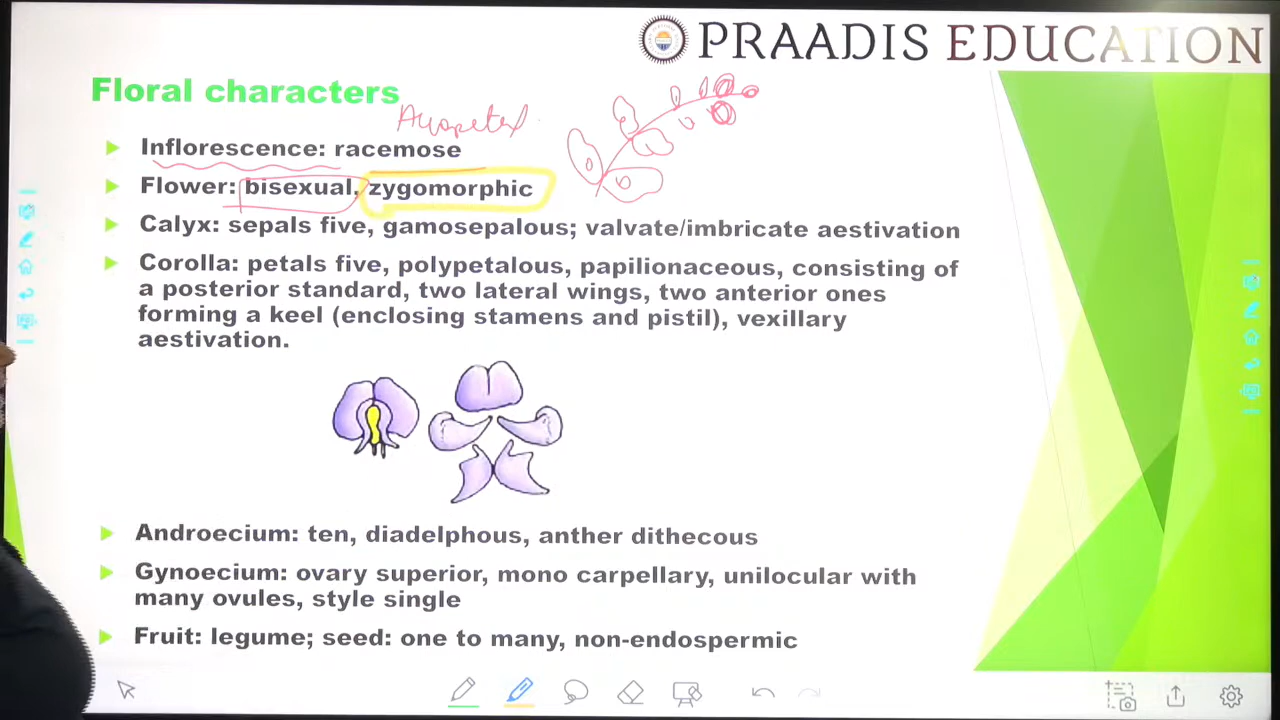 PRAADIS EDUCATION
Floral characters
Inflorescence: racemose
Flower: bisexual, zygomorphic
Calyx: sepals five, gamosepalous; valvate/imbricate aestivation
Corolla: petals five, polypetalous, papilionaceous, consisting of
a posterior standard, two lateral wings, two anterior ones
forming a keel (enclosing stamens and pistil), vexillary
aestivation.
Androecium: ten, diadelphous, anther dithecous
Gynoecium: ovary superior, mono carpellary, unilocular with
many ovules, style single
Fruit: legume; seed: one to many, non-endospermic